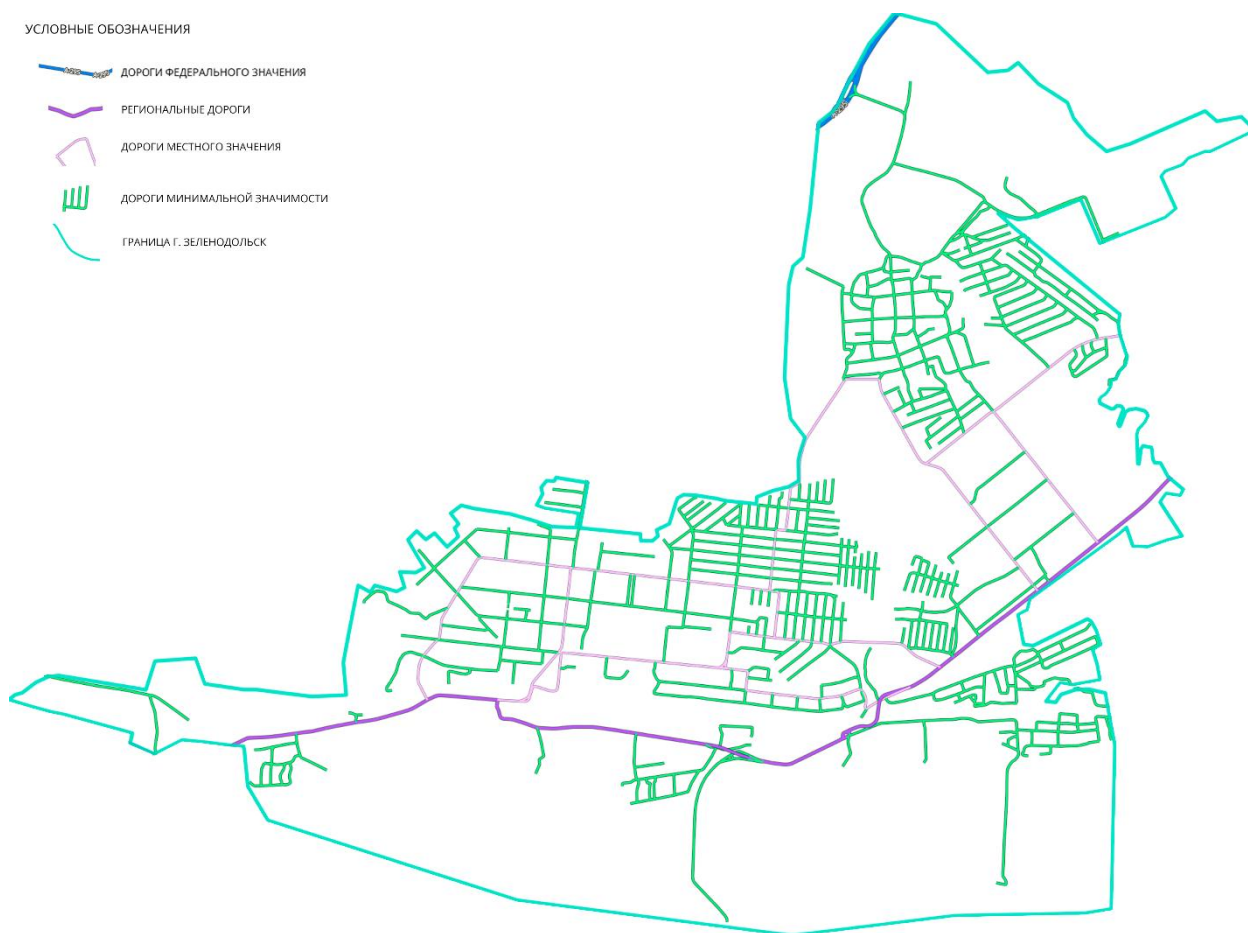 УСЛОВНЫЕ ОБОЗНАЧЕНИЯ
ДОРОГИ ФЕДЕРАЛЬНОГО ЗНАЧЕНИЯ
РЕГИОНАЛЬНЫЕ ДОРОГИ
ДОРОГИ МЕСТНОГО ЗНАЧЕНИЯ
ДОРОГИ МИНИМАЛЬНОЙ ЗНАЧИМОСТИ
ГРАНИЦА Г. ЗЕЛЕНОДОЛЬСК